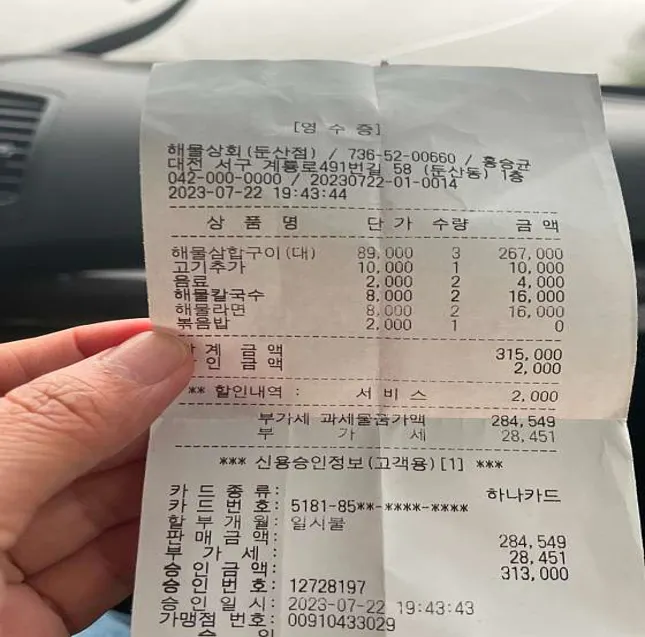 [영 수 증]
해물상회(둔산점) / 736-52-00660 / 홍승균
대전 서구 계룡로491번길 58 (둔산동) 1층
042-000-0000 / 20230722-01-0014
2023-07-22 19:43:44
상 품 명 단 가 수량 금 액
해물삼합구이(대) 89,000 3 267,000
고기추가 10,000 1 10,000
음료 2,000 2 4,000
해물칼국수 8,000 2 16,000
해물라면 8,000 2 16,000
볶음밥 2,000 1 0
계 금 액 315,000
인 금 액 2,000
** 할인내역 : 서 비 스 2,000
부가세 과세물품가액 284,549
부 가 세 28,451
*** 신용승인정보(고객용)[1] ***
카 드 종 류: 하나카드
카 드 번 호: 5181-85**-****-****
할 부 개 월: 일시불
판 매 금 액: 284,549
부 가 세 : 28,451
승 인 금 액: 313,000
승 인 번 호: 12728197
승 인 일 시: 2023-07-22 19:43:43
가맹점 번호: 00910433029